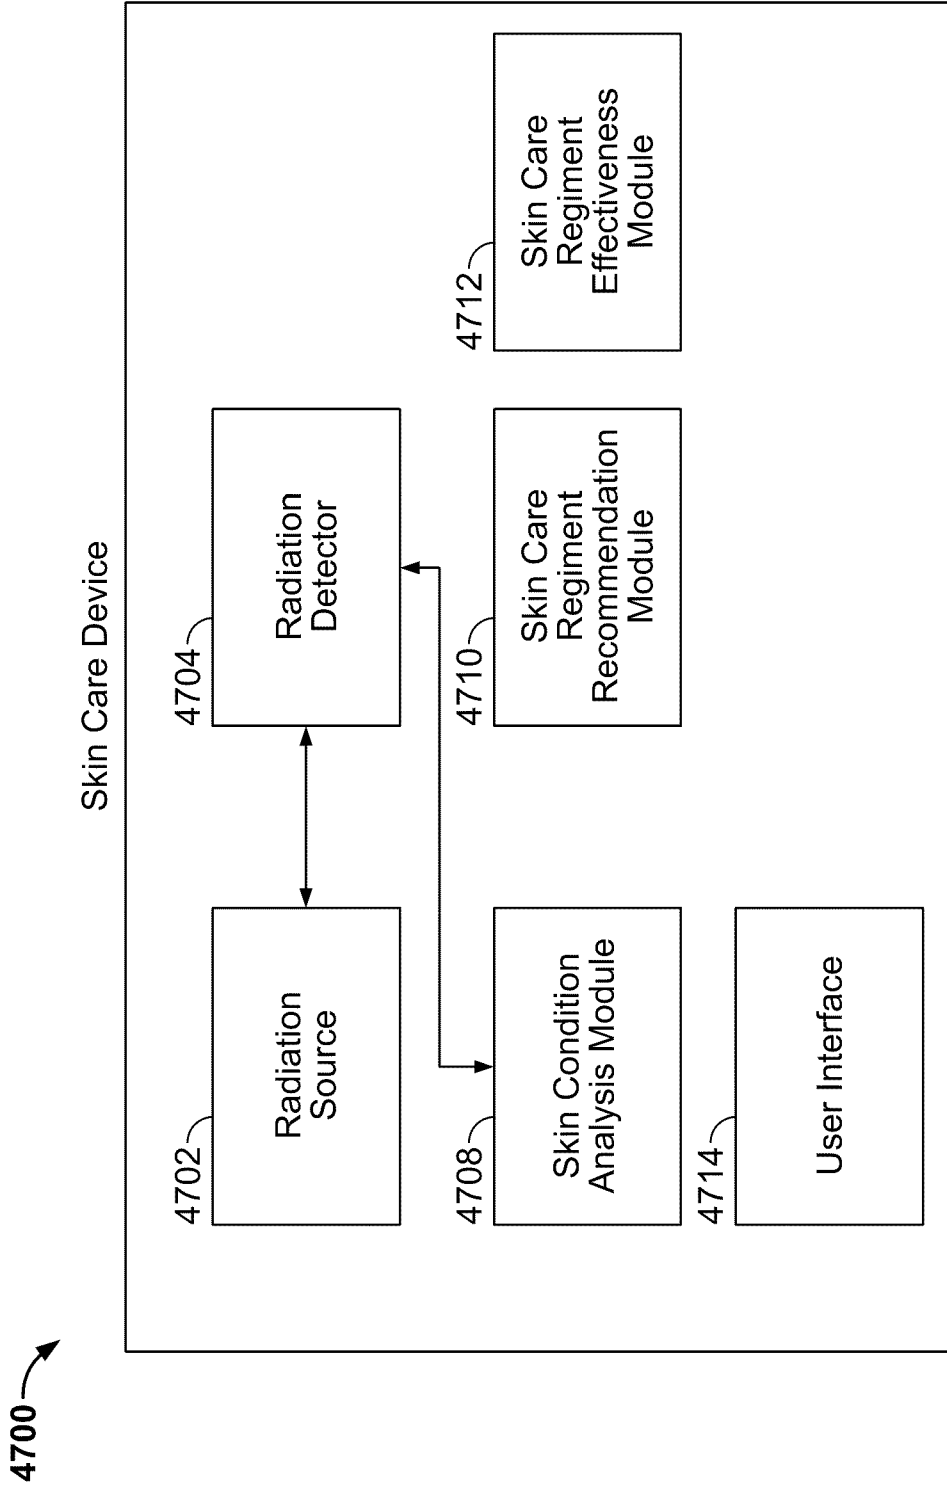 4700
Skin Care Device
4702
Radiation
Source
4704
Radiation
Detector
4708
Skin Condition
Analysis Module
4710
Skin Care
Regiment
Recommendation
Module
4712
Skin Care
Regiment
Effectiveness
Module
4714
User Interface